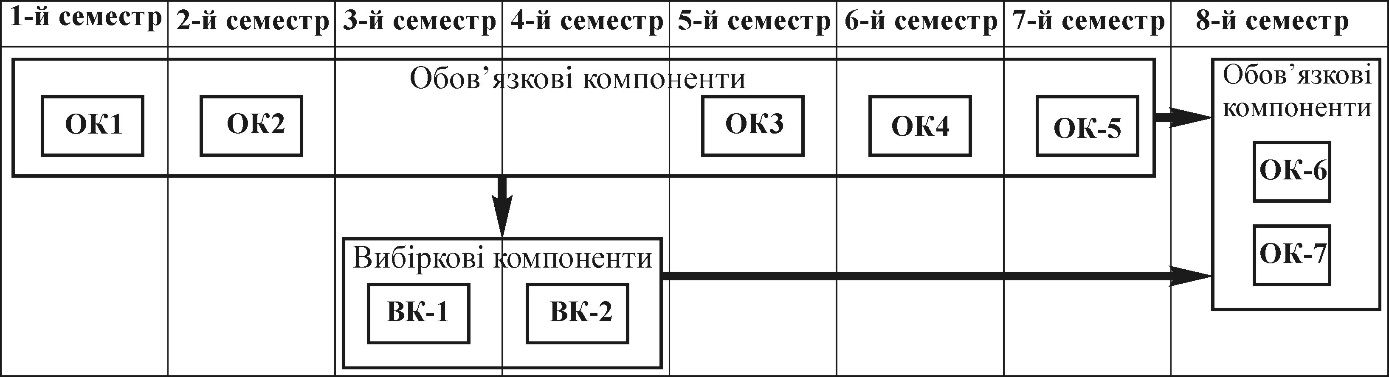 1-й семестр 2-й семестр 3-й семестр 4-й семестр 5-й семестр 6-й семестр 7-й семестр 8-й семестр
Обов’язкові компоненти
ОК1 ОК2 ОК3 ОК4 ОК-5
Обов’язкові
компоненти
ОК-6
ОК-7
Вибіркові компоненти
ВК-1 ВК-2